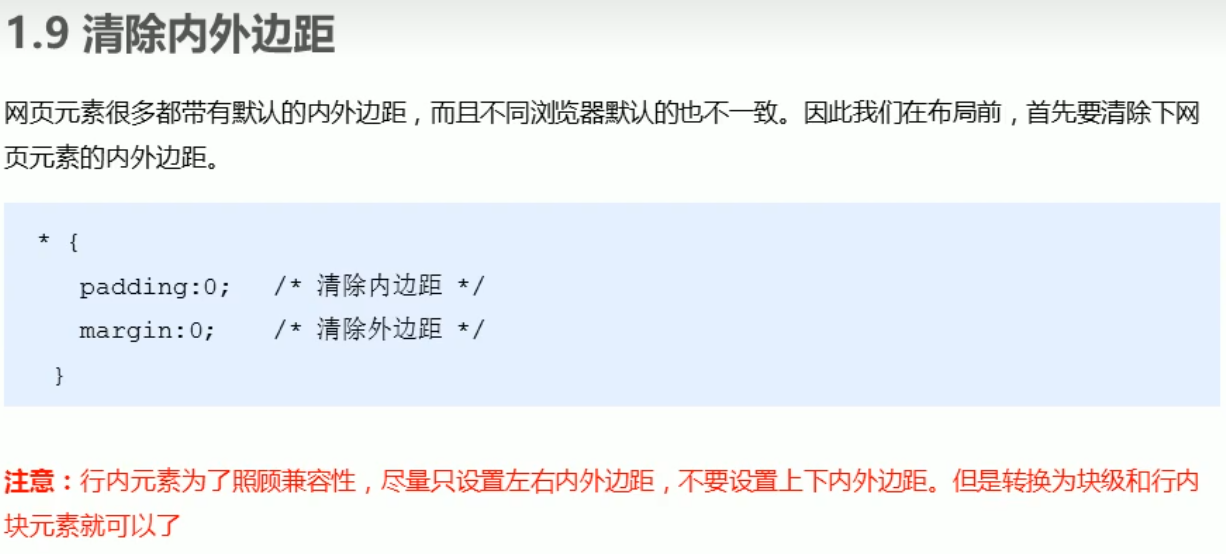 1.9 清除内外边距
网页元素很多都带有默认的内外边距，而且不同浏览器默认的也不一致。因此我们在布局前，首先要清除下网
页元素的内外边距。
* {
padding:0;   /* 清除内边距 */
margin:0;    /* 清除外边距 */
}
注意：行内元素为了照顾兼容性，尽量只设置左右内外边距，不要设置上下内外边距。但是转换为块级和行内
块元素就可以了